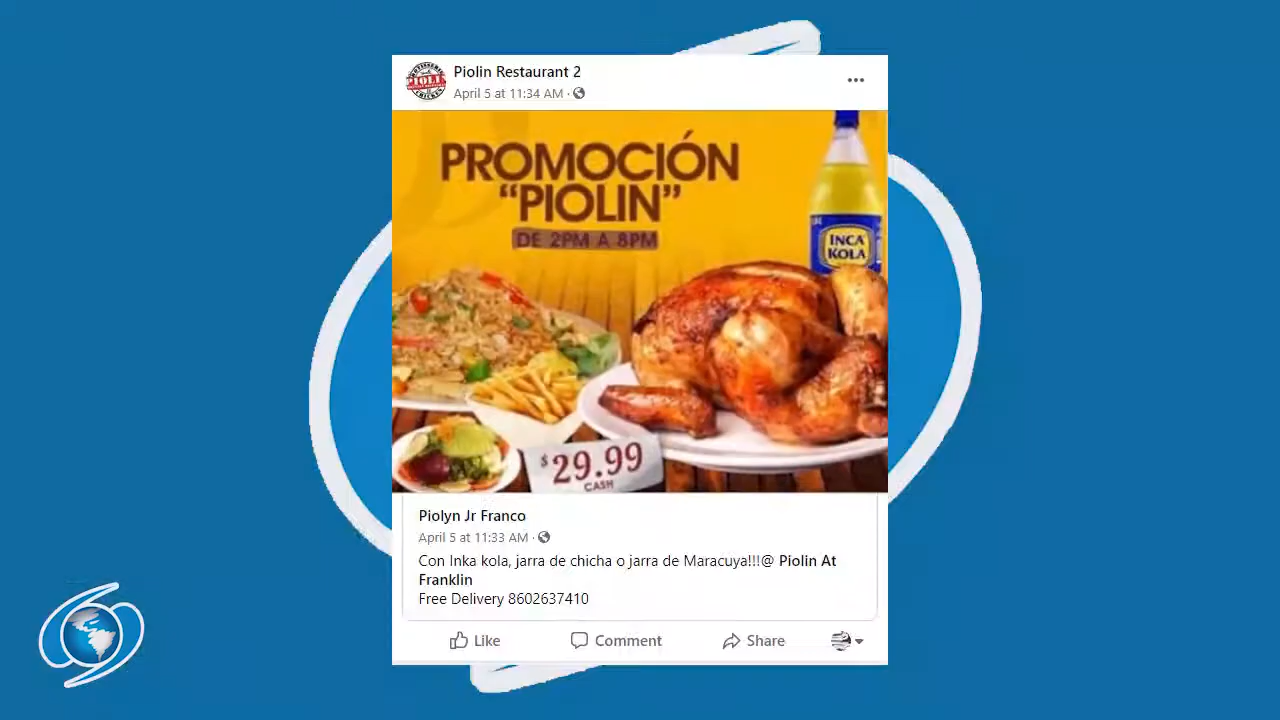 Piolin Restaurant 2
April 5 at 11:34 AM ·
PROMOCIÓN
“PIOLIN”
DE 2PM A 8PM
INCA
KOLA
$29.99
CASH
Piolyn Jr Franco
April 5 at 11:33 AM ·
Con Inka kola, jarra de chicha o jarra de Maracuya!!!@ Piolin At
Franklin
Free Delivery 8602637410
Like
Comment
Share